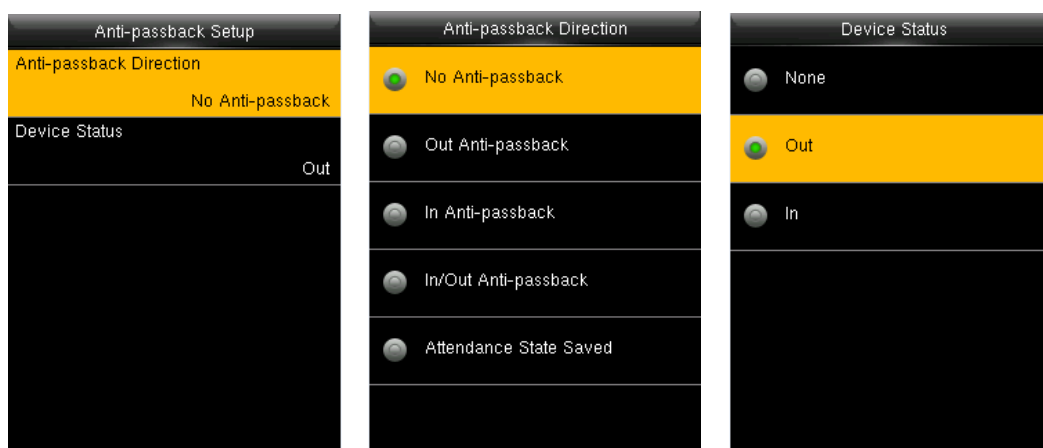 Anti-passback Setup
Anti-passback Direction
No Anti-passback
Device Status
Out
Anti-passback Direction
No Anti-passback
Out Anti-passback
In Anti-passback
In/Out Anti-passback
Attendance State Saved
Device Status
None
Out
In